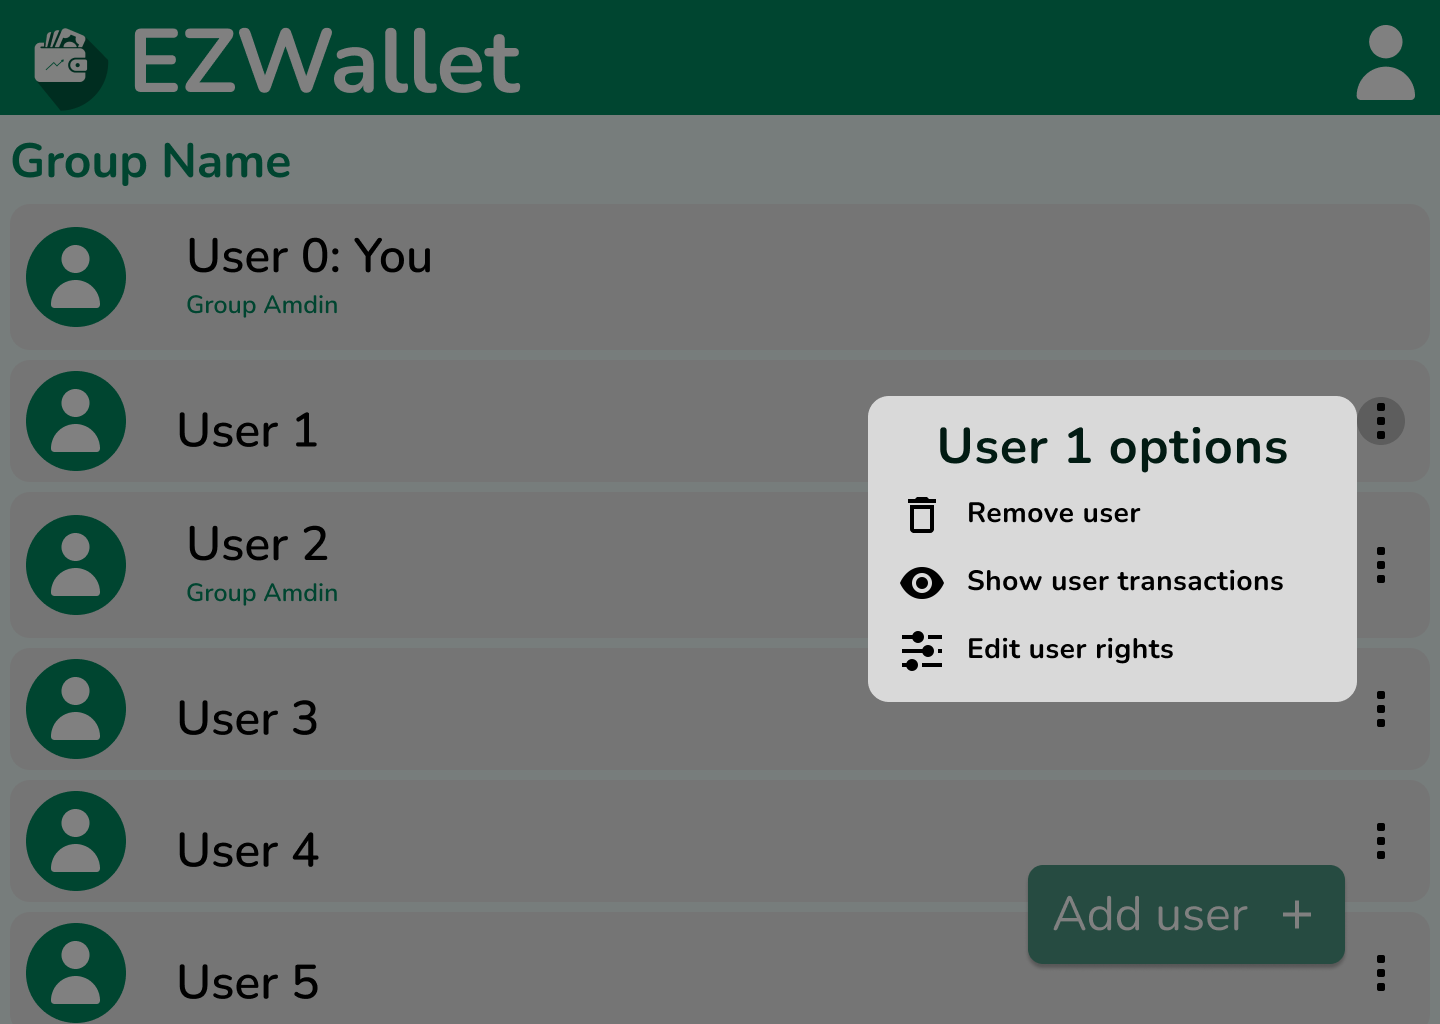 EZWallet
Group Name
User 0: You
Group Amdin
User 1
User 1 options
Remove user
Show user transactions
Edit user rights
User 2
Group Amdin
User 3
User 4
Add user +
User 5